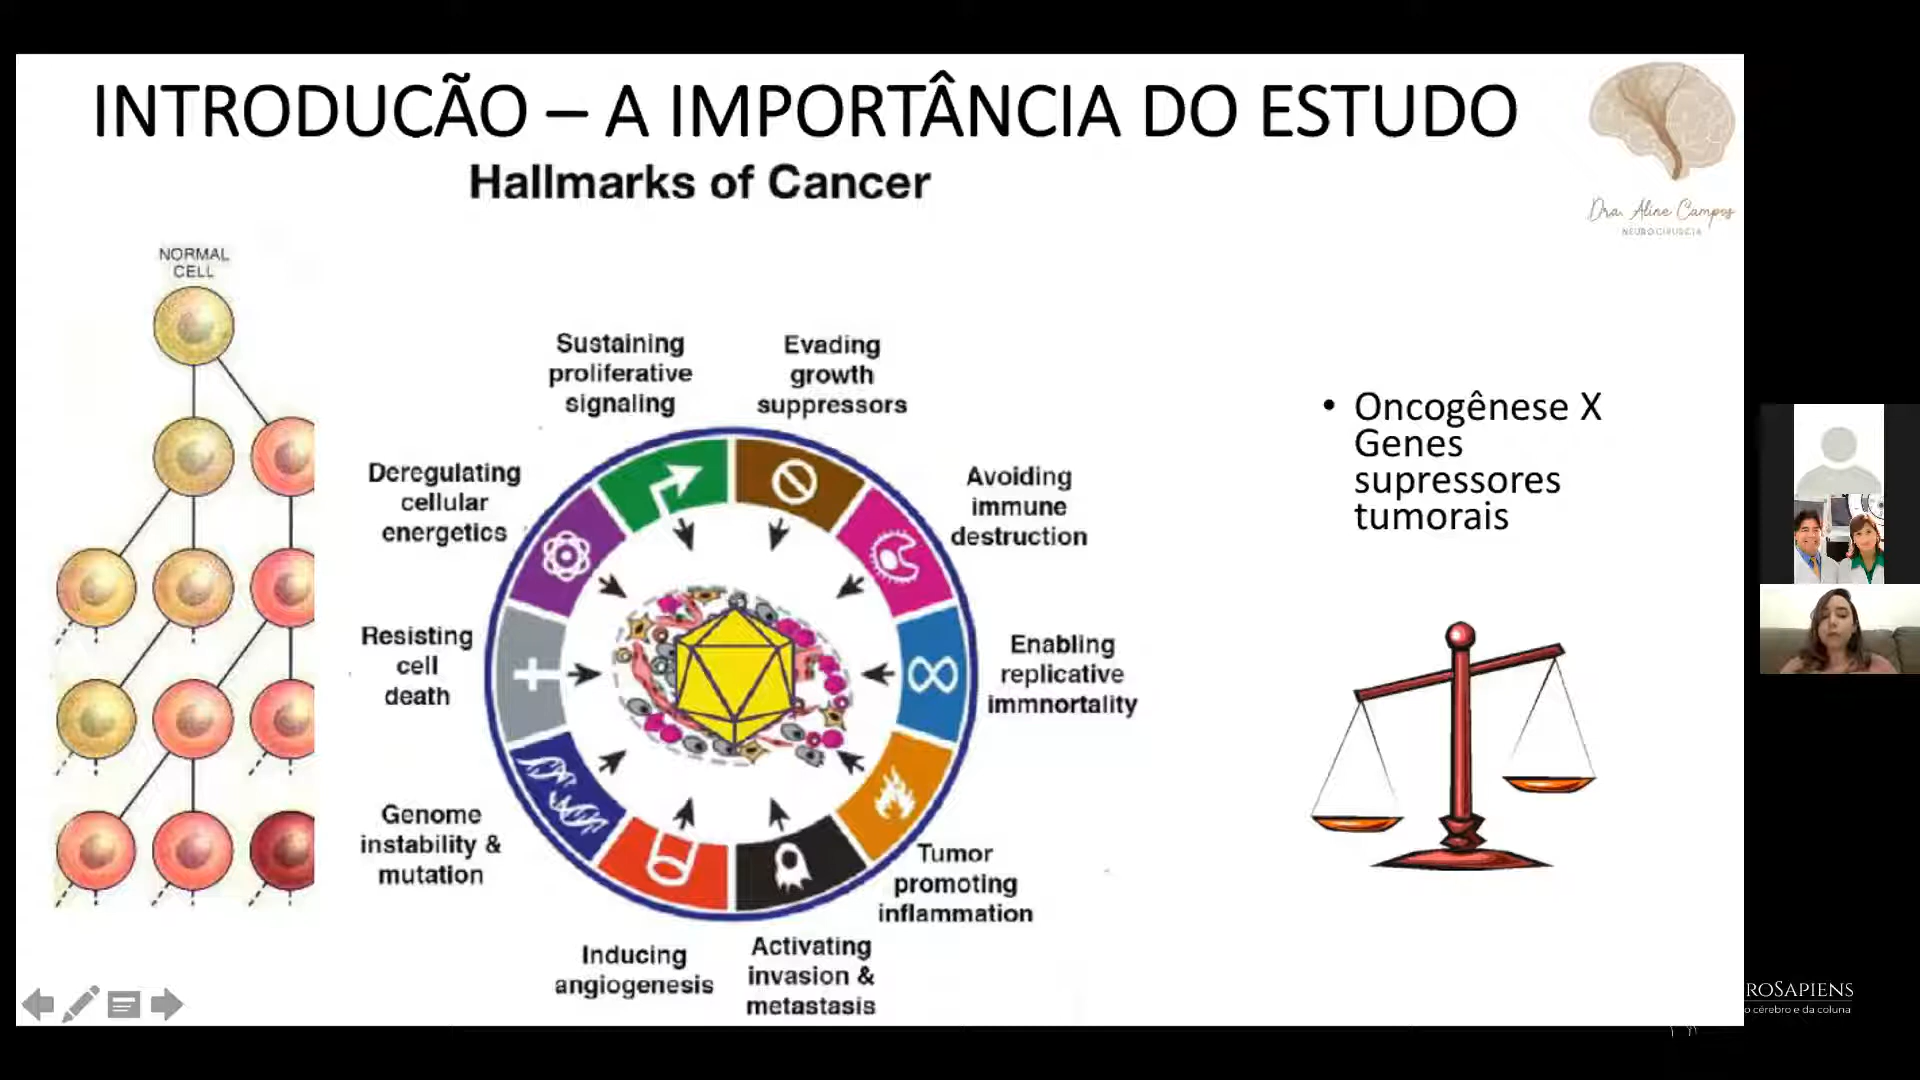 INTRODUCÃO – A IMPORTÂNCIA DO ESTUDO
Hallmarks of Cancer
Dra. Aline Campos
NEUROCIRURGIA
NORMAL
CELL
Sustaining
proliferative
signaling
Evading
growth
suppressors
Deregulating
cellular
energetics
Avoiding
immune
destruction
Resisting
cell
death
Enabling
replicative
immnortality
Genome
instability &
mutation
Tumor
promoting
inflammation
Inducing
angiogenesis
Activating
invasion &
metastasis
• Oncogênese X
Genes
supressores
tumorais
ROSAPIENS
o cérebro e da coluna